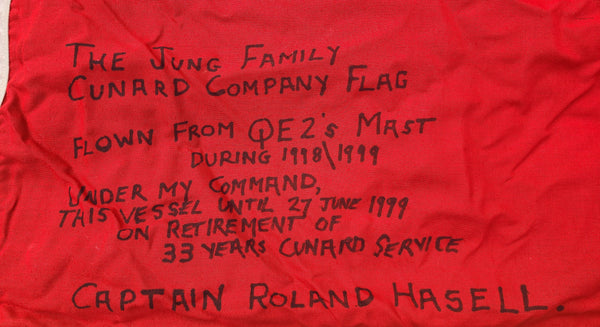 THE JUNG FAMILY
CUNARD COMPANY FLAG
FLOWN FROM QE2's MAST
DURING 1998\1999
UNDER MY COMMAND,
THIS VESSEL UNTIL 27 JUNE 1999
ON RETIREMENT OF
33 YEARS CUNARD SERVICE
CAPTAIN ROLAND HASELL.